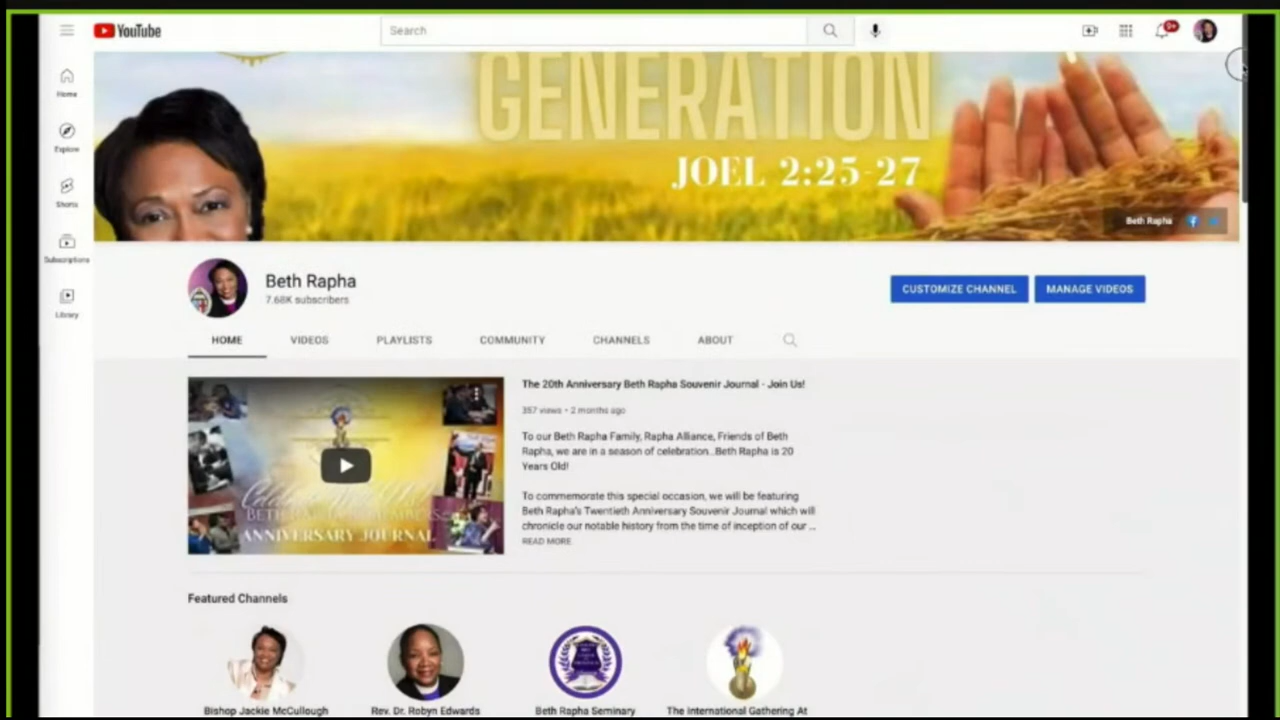 YouTube
Search
9+
Home
Explore
Shorts
Subscriptions
Library
GENERATION
JOEL 2:25-27
Beth Rapha
Beth Rapha
7.68K subscribers
CUSTOMIZE CHANNEL
MANAGE VIDEOS
HOME
VIDEOS
PLAYLISTS
COMMUNITY
CHANNELS
ABOUT
ANNIVERSARY JOURNAL
The 20th Anniversary Beth Rapha Souvenir Journal - Join Us!
357 views • 2 months ago
To our Beth Rapha Family, Rapha Alliance, Friends of Beth
Rapha, we are in a season of celebration...Beth Rapha is 20
Years Old!
To commemorate this special occasion, we will be featuring
Beth Rapha's Twentieth Anniversary Souvenir Journal which will
chronicle our notable history from the time of inception of our ...
READ MORE
Featured Channels
Bishop Jackie McCullough
Rev. Dr. Robyn Edwards
Beth Rapha Seminary
The International Gathering At